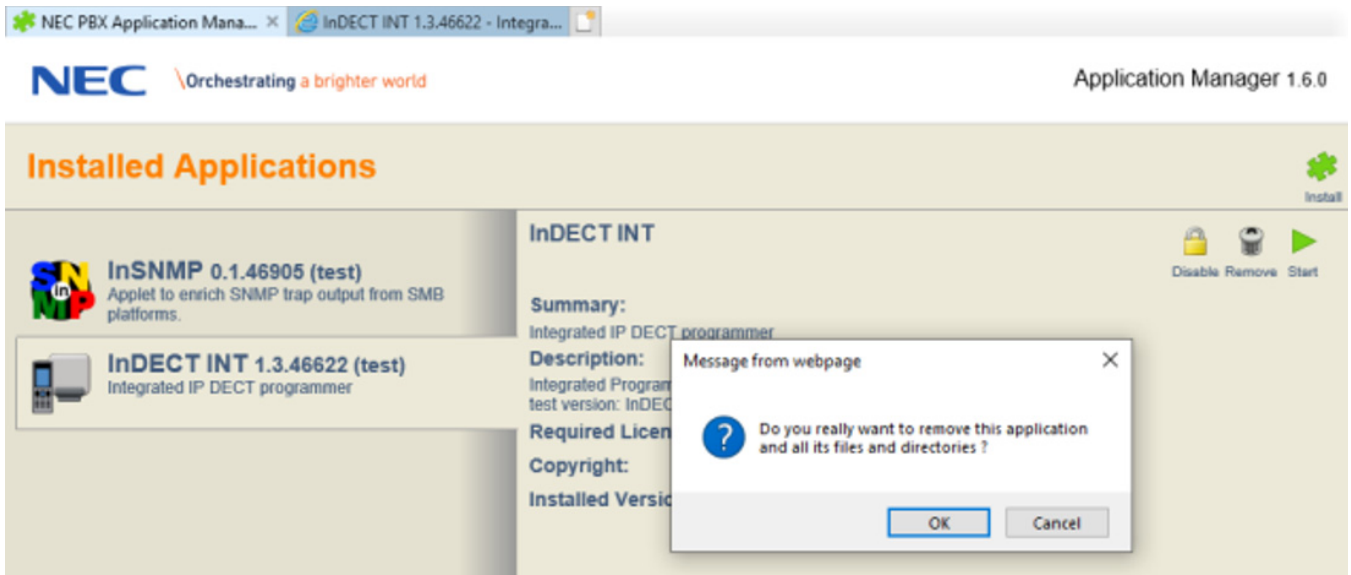 NEC PBX Application Mana...
InDECT INT 1.3.46622 - Integra...
NEC
\Orchestrating a brighter world
Application Manager 1.6.0
Installed Applications
Install
InSNMP 0.1.46905 (test)
Applet to enrich SNMP trap output from SMB
platforms.
InDECT INT 1.3.46622 (test)
Integrated IP DECT programmer
InDECT INT
Disable Remove Start
Summary:
Integrated IP DECT programmer
Description:
Integrated Program
test version: InDEC
Required Licen
Copyright:
Installed Versio
Message from webpage
Do you really want to remove this application
and all its files and directories ?
OK
Cancel
SN
in
MP